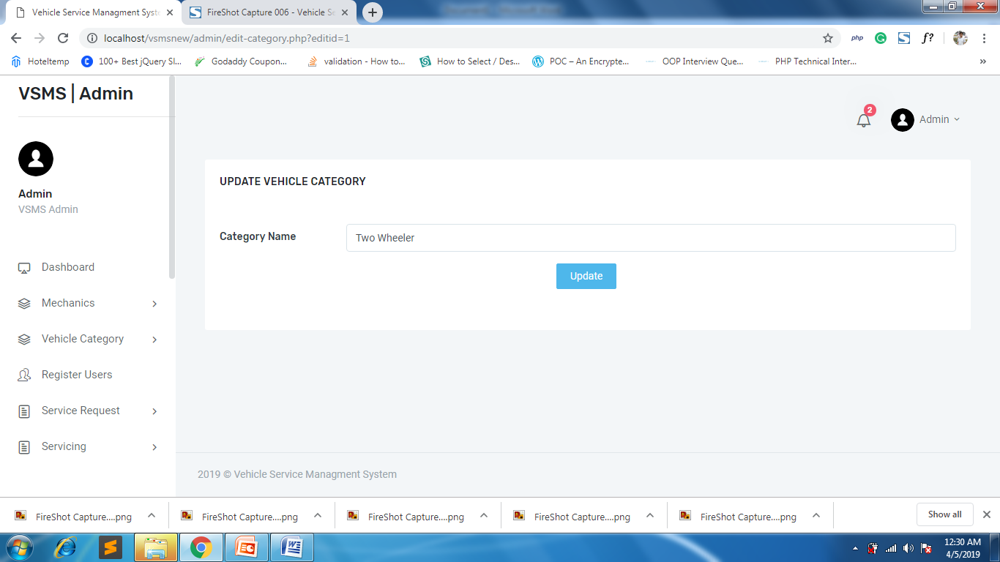 Vehicle Service Managment Syste
FireShot Capture 006 - Vehicle Se
localhost/vsmsnew/admin/edit-category.php?editid=1
php
f?
Hoteltemp
100+ Best jQuery Sl...
Godaddy Coupon...
validation - How to...
How to Select / Des...
POC – An Encrypte...
OOP Interview Que...
PHP Technical Inter...
VSMS | Admin
2
Admin
Admin
VSMS Admin
UPDATE VEHICLE CATEGORY
Category Name
Two Wheeler
Update
Dashboard
Mechanics
Vehicle Category
Register Users
Service Request
Servicing
2019 © Vehicle Service Managment System
FireShot Capture....png
FireShot Capture....png
FireShot Capture....png
FireShot Capture....png
FireShot Capture....png
Show all
12:30 AM
4/5/2019